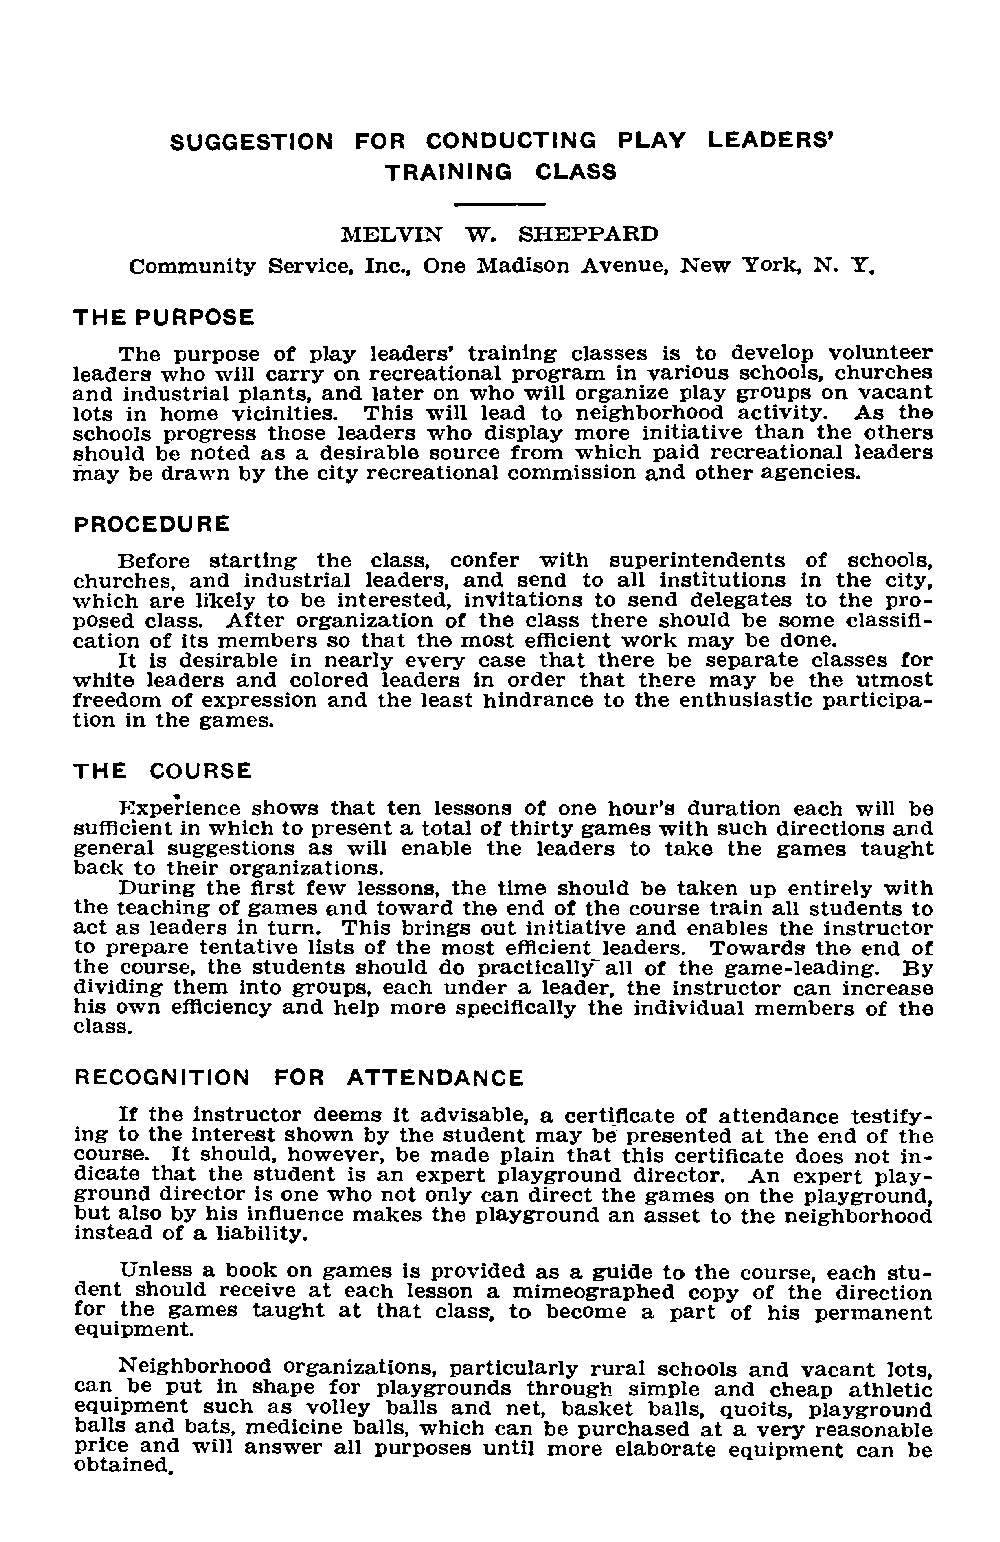 SUGGESTION FOR CONDUCTING PLAY LEADERS'
TRAINING CLASS
MELVIN W. SHEPPARD
Community Service, Inc., One Madison Avenue, New York, N. Y.
THE PURPOSE
The purpose of play leaders' training classes is to develop volunteer
leaders who will carry on recreational program in various schools, churches
and industrial plants, and later on who will organize play groups on vacant
lots in home vicinities. This will lead to neighborhood activity. As the
schools progress those leaders who display more initiative than the others
should be noted as a desirable source from which paid recreational leaders
may be drawn by the city recreational commission and other agencies.
PROCEDURE
Before starting the class, confer with superintendents of schools,
churches, and industrial leaders, and send to all institutions in the city,
which are likely to be interested, invitations to send delegates to the pro-
posed class. After organization of the class there should be some classifi-
cation of its members so that the most efficient work may be done.
It is desirable in nearly every case that there be separate classes for
white leaders and colored leaders in order that there may be the utmost
freedom of expression and the least hindrance to the enthusiastic participa-
tion in the games.
THE COURSE
Experience shows that ten lessons of one hour's duration each will be
sufficient in which to present a total of thirty games with such directions and
general suggestions as will enable the leaders to take the games taught
back to their organizations.
During the first few lessons, the time should be taken up entirely with
the teaching of games and toward the end of the course train all students to
act as leaders in turn. This brings out initiative and enables the instructor
to prepare tentative lists of the most efficient leaders. Towards the end of
the course, the students should do practically all of the game-leading. By
dividing them into groups, each under a leader, the instructor can increase
his own efficiency and help more specifically the individual members of the
class.
RECOGNITION FOR ATTENDANCE
If the instructor deems it advisable, a certificate of attendance testify-
ing to the interest shown by the student may be presented at the end of the
course. It should, however, be made plain that this certificate does not in-
dicate that the student is an expert playground director. An expert play-
ground director is one who not only can direct the games on the playground,
but also by his influence makes the playground an asset to the neighborhood
instead of a liability.
Unless a book on games is provided as a guide to the course, each stu-
dent should receive at each lesson a mimeographed copy of the direction
for the games taught at that class, to become a part of his permanent
equipment.
Neighborhood organizations, particularly rural schools and vacant lots,
can be put in shape for playgrounds through simple and cheap athletic
equipment such as volley balls and net, basket balls, quoits, playground
balls and bats, medicine balls, which can be purchased at a very reasonable
price and will answer all purposes until more elaborate equipment can be
obtained.